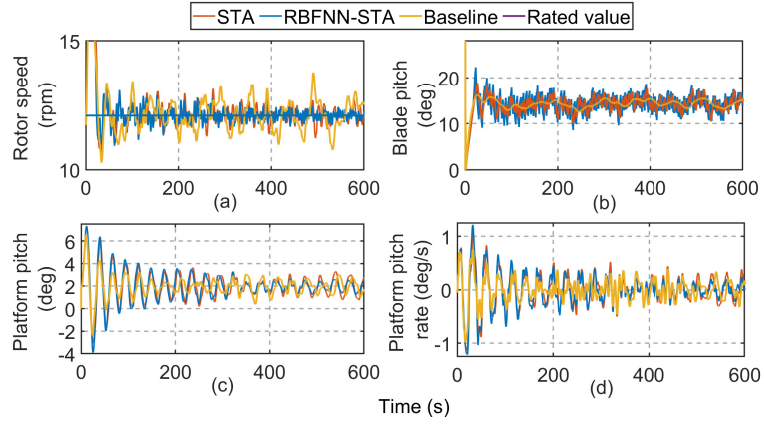 STA RBFNN-STA Baseline Rated value
15
10
Rotor speed
(rpm)
0 200 400 600
(a)
20
10
0
Blade pitch
(deg)
0 200 400 600
(b)
6
4
2
0
-2
-4
Platform pitch
(deg)
0 200 400 600
(c)
1
0
-1
Platform pitch
rate (deg/s)
0 200 400 600
(d)
Time (s)